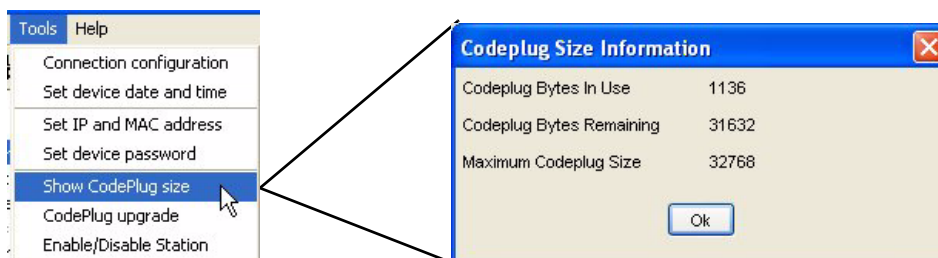 Tools Help
Connection configuration
Set device date and time
Set IP and MAC address
Set device password
Show CodePlug size
CodePlug upgrade
Enable/Disable Station
Codeplug Size Information
Codeplug Bytes In Use 1136
Codeplug Bytes Remaining 31632
Maximum Codeplug Size 32768
Ok